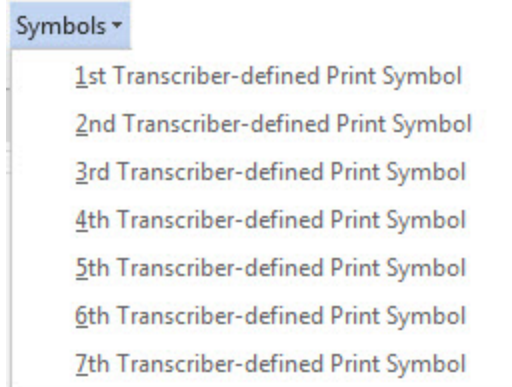 Symbols
1st Transcriber-defined Print Symbol
2nd Transcriber-defined Print Symbol
3rd Transcriber-defined Print Symbol
4th Transcriber-defined Print Symbol
5th Transcriber-defined Print Symbol
6th Transcriber-defined Print Symbol
7th Transcriber-defined Print Symbol